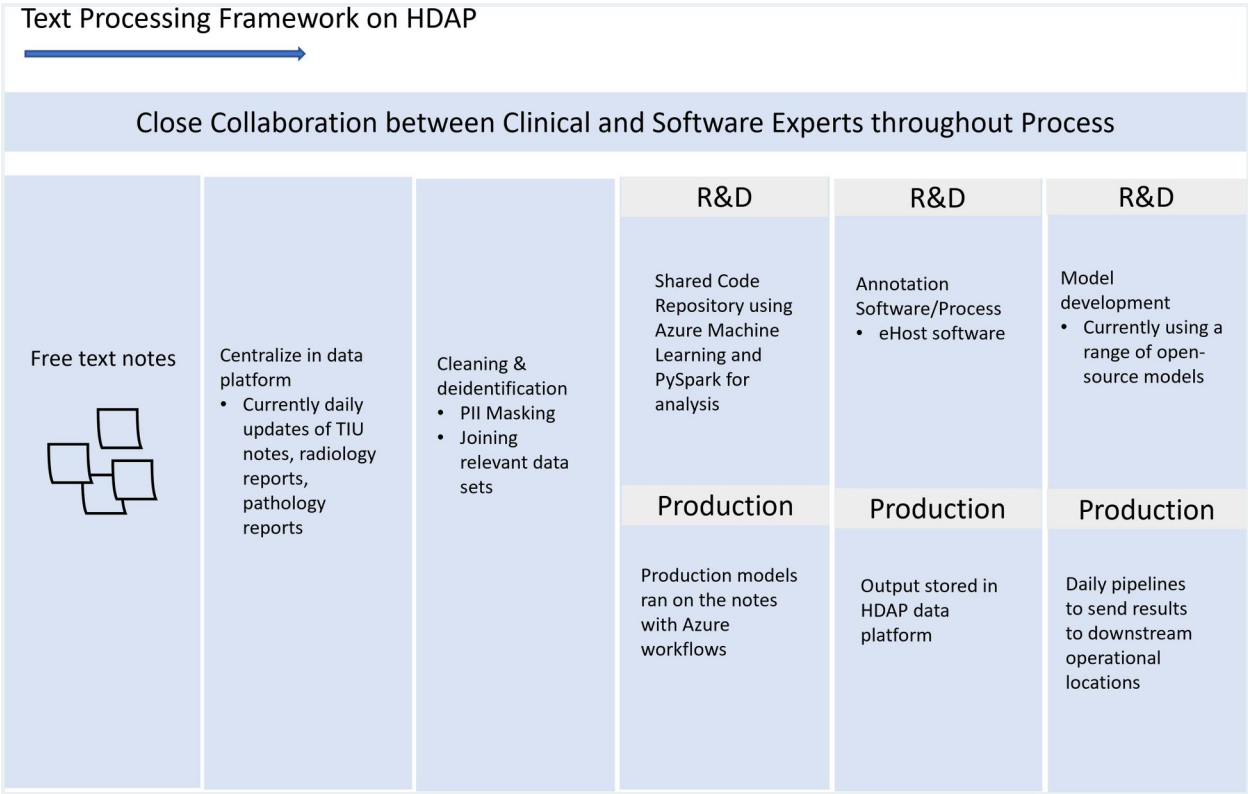 Text Processing Framework on HDAP
Close Collaboration between Clinical and Software Experts throughout Process
Free text notes
Centralize in data
platform
• Currently daily
updates of TIU
notes, radiology
reports,
pathology
reports
Cleaning &
deidentification
• PII Masking
• Joining
relevant data
sets
R&D
Shared Code
Repository using
Azure Machine
Learning and
PySpark for
analysis
Production
Production models
ran on the notes
with Azure
workflows
R&D
Annotation
Software/Process
• eHost software
Production
Output stored in
HDAP data
platform
R&D
Model
development
• Currently using a
range of open-
source models
Production
Daily pipelines
to send results
to downstream
operational
locations